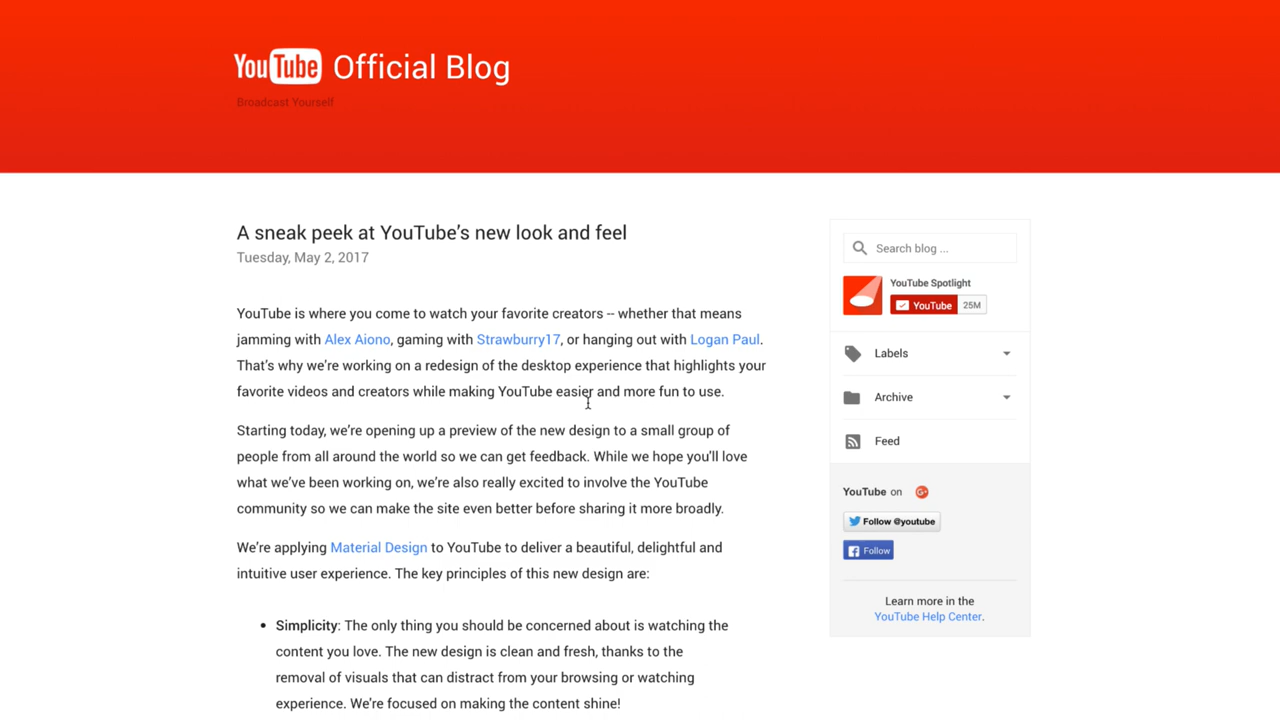 YouTube Official Blog
Broadcast Yourself
A sneak peek at YouTube's new look and feel
Tuesday, May 2, 2017
YouTube is where you come to watch your favorite creators -- whether that means
jamming with Alex Aiono, gaming with Strawburry17, or hanging out with Logan Paul.
That's why we're working on a redesign of the desktop experience that highlights your
favorite videos and creators while making YouTube easier and more fun to use.
Starting today, we're opening up a preview of the new design to a small group of
people from all around the world so we can get feedback. While we hope you'll love
what we've been working on, we're also really excited to involve the YouTube
community so we can make the site even better before sharing it more broadly.
We're applying Material Design to YouTube to deliver a beautiful, delightful and
intuitive user experience. The key principles of this new design are:
• Simplicity: The only thing you should be concerned about is watching the
content you love. The new design is clean and fresh, thanks to the
removal of visuals that can distract from your browsing or watching
experience. We're focused on making the content shine!
Search blog ...
YouTube Spotlight
YouTube 25M
Labels
Archive
Feed
YouTube on G+
Follow @youtube
Follow
Learn more in the
YouTube Help Center.